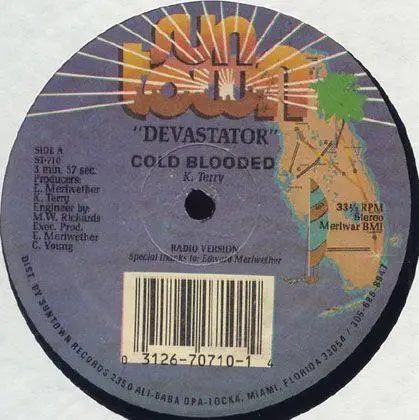 sun
town
"DEVASTATOR"
COLD BLOODED
K. Terry
SIDE A
ST-710
3 min. 57 sec.
Producers:
E. Meriwether
K. Terry
Engineer by:
M.W. Richards
Exec. Prod.
E. Meriwether
C. Young
33⅓ RPM
Stereo
Meriwar BMI
RADIO VERSION
Special thanks to: Edward Meriwether
0 3126-70710-1 4
DIST. BY SUNTOWN RECORDS 2350 ALI-BABA OPA-LOCKA, MIAMI, FLORIDA 33054 / 305-688-8847